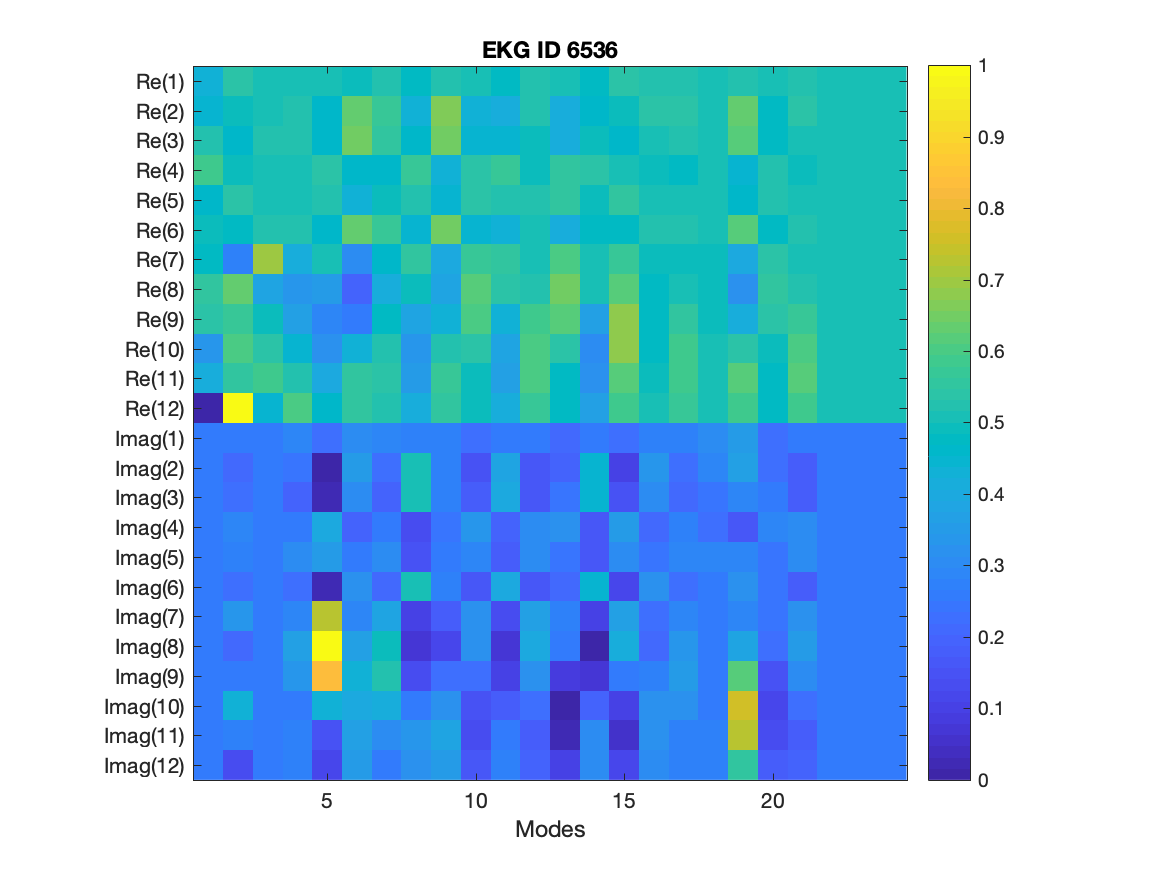 EKG ID 6536
Re(1)
Re(2)
Re(3)
Re(4)
Re(5)
Re(6)
Re(7)
Re(8)
Re(9)
Re(10)
Re(11)
Re(12)
Imag(1)
Imag(2)
Imag(3)
Imag(4)
Imag(5)
Imag(6)
Imag(7)
Imag(8)
Imag(9)
Imag(10)
Imag(11)
Imag(12)
5 10 15 20
Modes
1
0.9
0.8
0.7
0.6
0.5
0.4
0.3
0.2
0.1
0